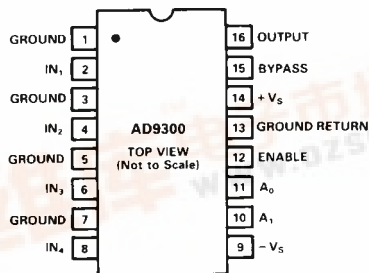 GROUND 1
IN₁ 2
GROUND 3
IN₂ 4
GROUND 5
IN₃ 6
GROUND 7
IN₄ 8
AD9300
TOP VIEW
(Not to Scale)
16 OUTPUT
15 BYPASS
14 +Vₛ
13 GROUND RETURN
12 ENABLE
11 A₀
10 A₁
9 −Vₛ